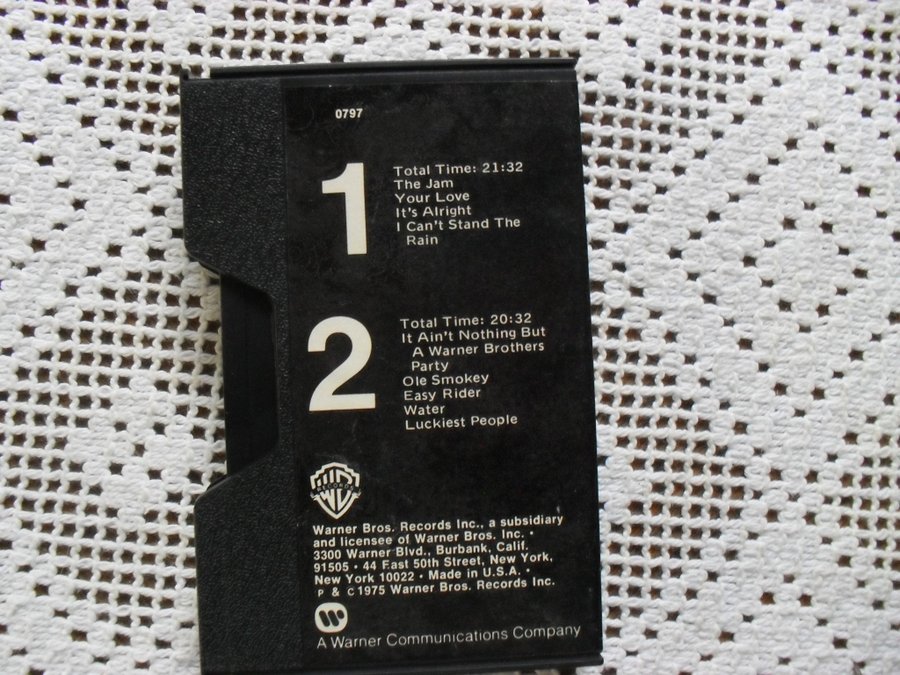 0797
1
Total Time: 21:32
The Jam
Your Love
It's Alright
I Can't Stand The
Rain
2
Total Time: 20:32
It Ain't Nothing But
A Warner Brothers
Party
Ole Smokey
Easy Rider
Water
Luckiest People
RECORDS
Warner Bros. Records Inc., a subsidiary
and licensee of Warner Bros. Inc. •
3300 Warner Blvd., Burbank, Calif.
91505 • 44 East 50th Street, New York,
New York 10022 • Made in U.S.A. •
P & C 1975 Warner Bros. Records Inc.
A Warner Communications Company